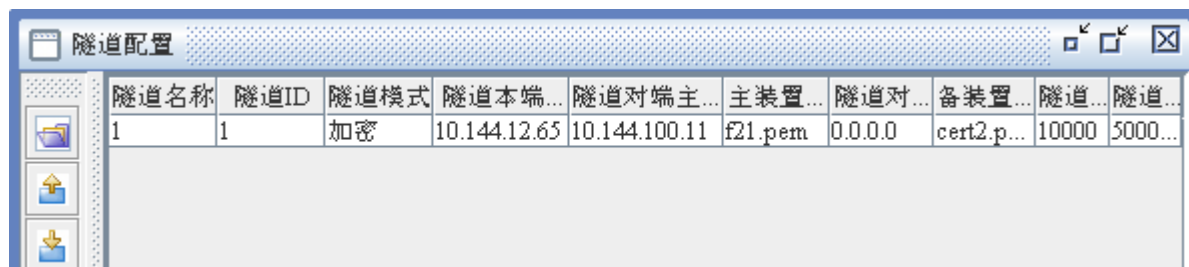 隧道配置
隧道名称 隧道ID 隧道模式 隧道本端... 隧道对端主... 主装置... 隧道对... 备装置... 隧道... 隧道...
1 1 加密 10.144.12.65 10.144.100.11 f21.pem 0.0.0.0 cert2.p... 10000 5000...